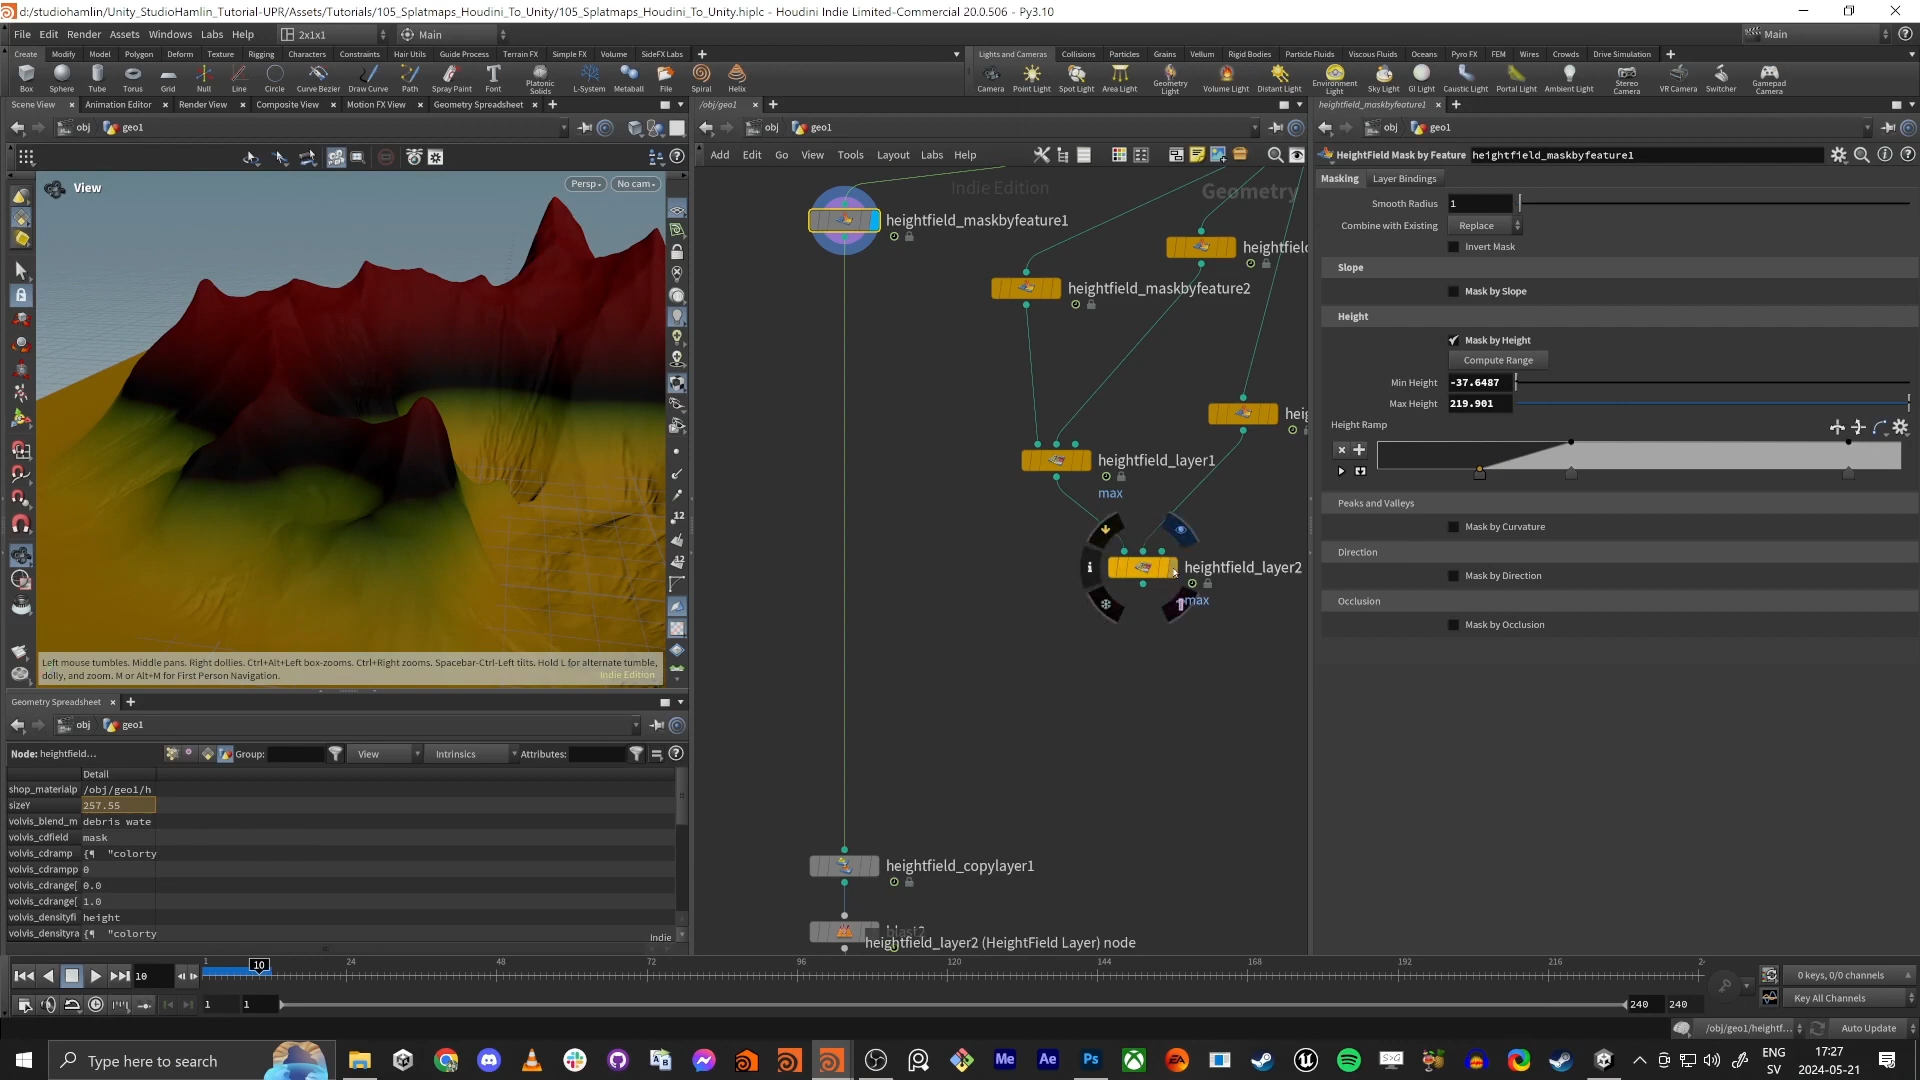 d:/studiohamlin/Unity_StudioHamlin_Tutorial-UPR/Assets/Tutorials/105_Splatmaps_Houdini_To_Unity/105_Splatmaps_Houdini_To_Unity.hiplc - Houdini Indie Limited-Commercial 20.0.506 - Py3.10
File Edit Render Assets Windows Labs Help 2x1x1 Main Main
Create Modify Model Polygon Deform Texture Rigging Characters Constraints Hair Utils Guide Process Terrain FX Simple FX Volume SideFX Labs
Lights and Cameras Collisions Particles Grains Vellum Rigid Bodies Particle Fluids Viscous Fluids Oceans Pyro FX FEM Wires Crowds Drive Simulation
Box Sphere Tube Torus Grid Null Line Circle Curve Bezier Draw Curve Path Spray Paint Font Platonic Solids L-System Metaball File Spiral Helix
Camera Point Light Spot Light Area Light Geometry Light Volume Light Distant Light Environment Light Sky Light GI Light Caustic Light Portal Light Ambient Light Stereo Camera VR Camera Switcher Gamepad Camera
Scene View Animation Editor Render View Composite View Motion FX View Geometry Spreadsheet
/obj/geo1
heightfield_maskbyfeature1
obj geo1
obj geo1
obj geo1
Add Edit Go View Tools Layout Labs Help
HeightField Mask by Feature heightfield_maskbyfeature1
View
Persp No cam
Indie Edition
Geometry
heightfield_maskbyfeature1
heightfield_maskbyfeature2
heightfield_layer1
max
heightfield_layer2
max
heightfield_copylayer1
blast2
heightfield_layer2 (HeightField Layer) node
Masking Layer Bindings
Smooth Radius 1
Combine with Existing Replace
Invert Mask
Slope
Mask by Slope
Height
Mask by Height
Compute Range
Min Height -37.6487
Max Height 219.901
Height Ramp
Peaks and Valleys
Mask by Curvature
Direction
Mask by Direction
Occlusion
Mask by Occlusion
Left mouse tumbles. Middle pans. Right dollies. Ctrl+Alt+Left box-zooms. Ctrl+Right zooms. Spacebar-Ctrl-Left tilts. Hold L for alternate tumble,
dolly, and zoom. M or Alt+M for First Person Navigation.
Indie Edition
Geometry Spreadsheet
obj geo1
Node: heightfield... Group: View Intrinsics Attributes:
Detail
shop_materialp /obj/geo1/h
sizeY 257.55
volvis_blend_m debris wate
volvis_cdfield mask
volvis_cdramp {¶ "colorty
volvis_cdrampp 0
volvis_cdrange[ 0.0
volvis_cdrange[ 1.0
volvis_densityfi height
volvis_densityra {¶ "colorty
Indie
10
1 10 24 48 72 96 120 144 168 192 216 2
0 keys, 0/0 channels
1 1 240 240
Key All Channels
/obj/geo1/heightf... Auto Update
Type here to search
ENG
SV
17:27
2024-05-21